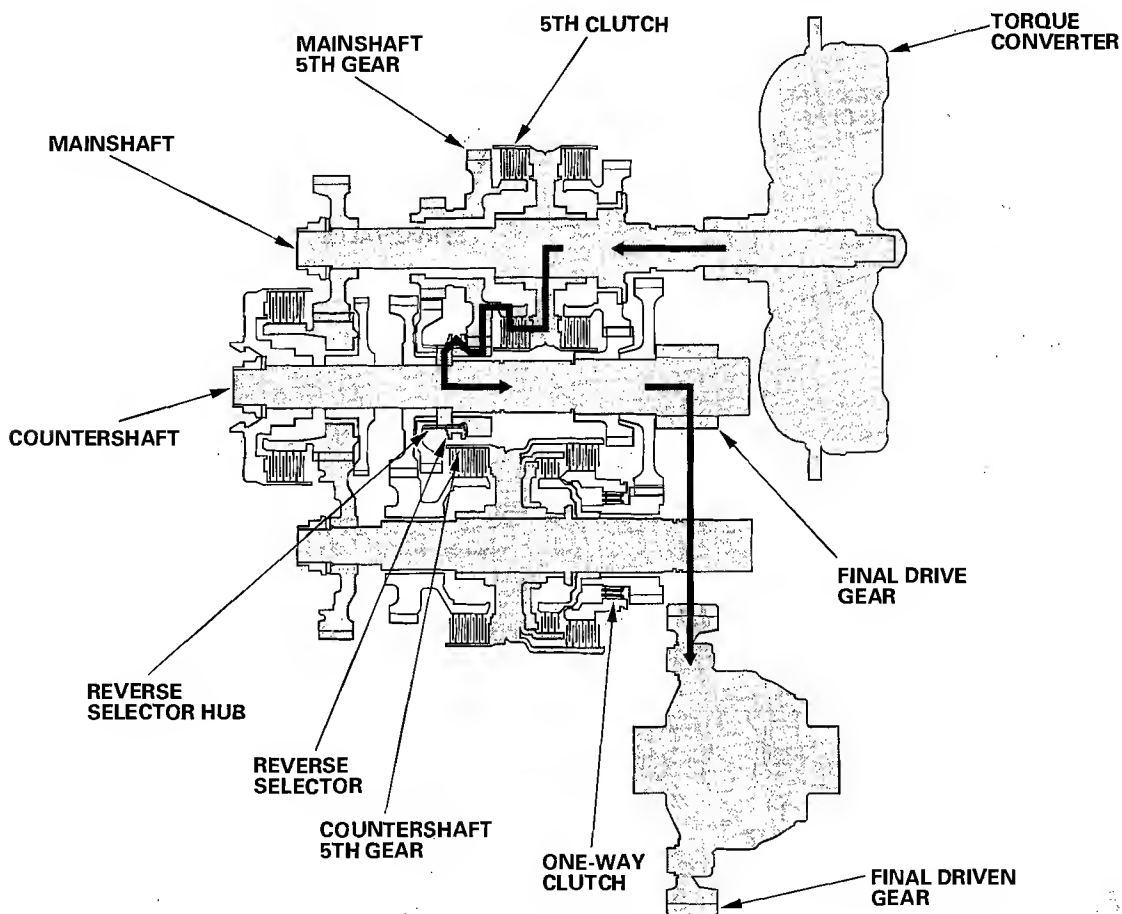 5TH CLUTCH
TORQUE
CONVERTER
MAINSHAFT
5TH GEAR
MAINSHAFT
COUNTERSHAFT
FINAL DRIVE
GEAR
REVERSE
SELECTOR HUB
REVERSE
SELECTOR
COUNTERSHAFT
5TH GEAR
ONE-WAY
CLUTCH
FINAL DRIVEN
GEAR